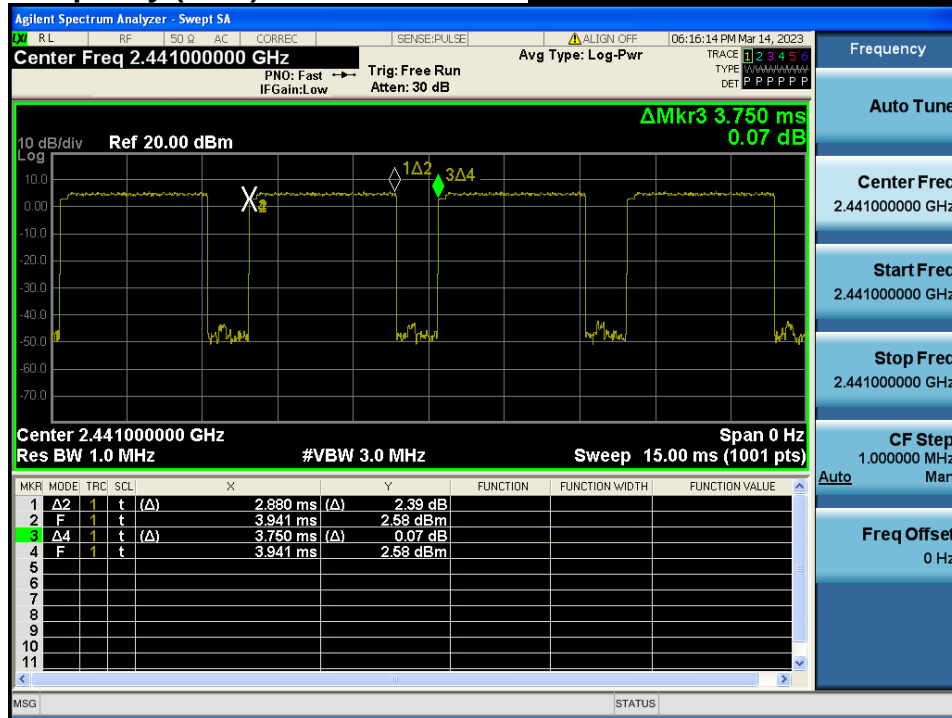 Agilent Spectrum Analyzer - Swept SA
LXI RL RF 50 Ω AC CORREC SENSE:PULSE ALIGN OFF 06:16:14 PM Mar 14, 2023
Center Freq 2.441000000 GHz
PNO: Fast
IFGain:Low
Trig: Free Run
Atten: 30 dB
Avg Type: Log-Pwr
TRACE 1 2 3 4 5 6
TYPE
DET P P P P P P
ΔMkr3 3.750 ms
0.07 dB
10 dB/div Ref 20.00 dBm
Log
1Δ2
3Δ4
10.0
0.00
-10.0
-20.0
-30.0
-40.0
-50.0
-60.0
-70.0
Center 2.441000000 GHz Span 0 Hz
Res BW 1.0 MHz #VBW 3.0 MHz Sweep 15.00 ms (1001 pts)
MKR MODE TRC SCL X Y FUNCTION FUNCTION WIDTH FUNCTION VALUE
1 Δ2 1 t (Δ) 2.880 ms (Δ) 2.39 dB
2 F 1 t 3.941 ms 2.58 dBm
3 Δ4 1 t (Δ) 3.750 ms (Δ) 0.07 dB
4 F 1 t 3.941 ms 2.58 dBm
5
6
7
8
9
10
11
MSG STATUS
Frequency
Auto Tune
Center Freq
2.441000000 GHz
Start Freq
2.441000000 GHz
Stop Freq
2.441000000 GHz
CF Step
1.000000 MHz
Auto Man
Freq Offset
0 Hz